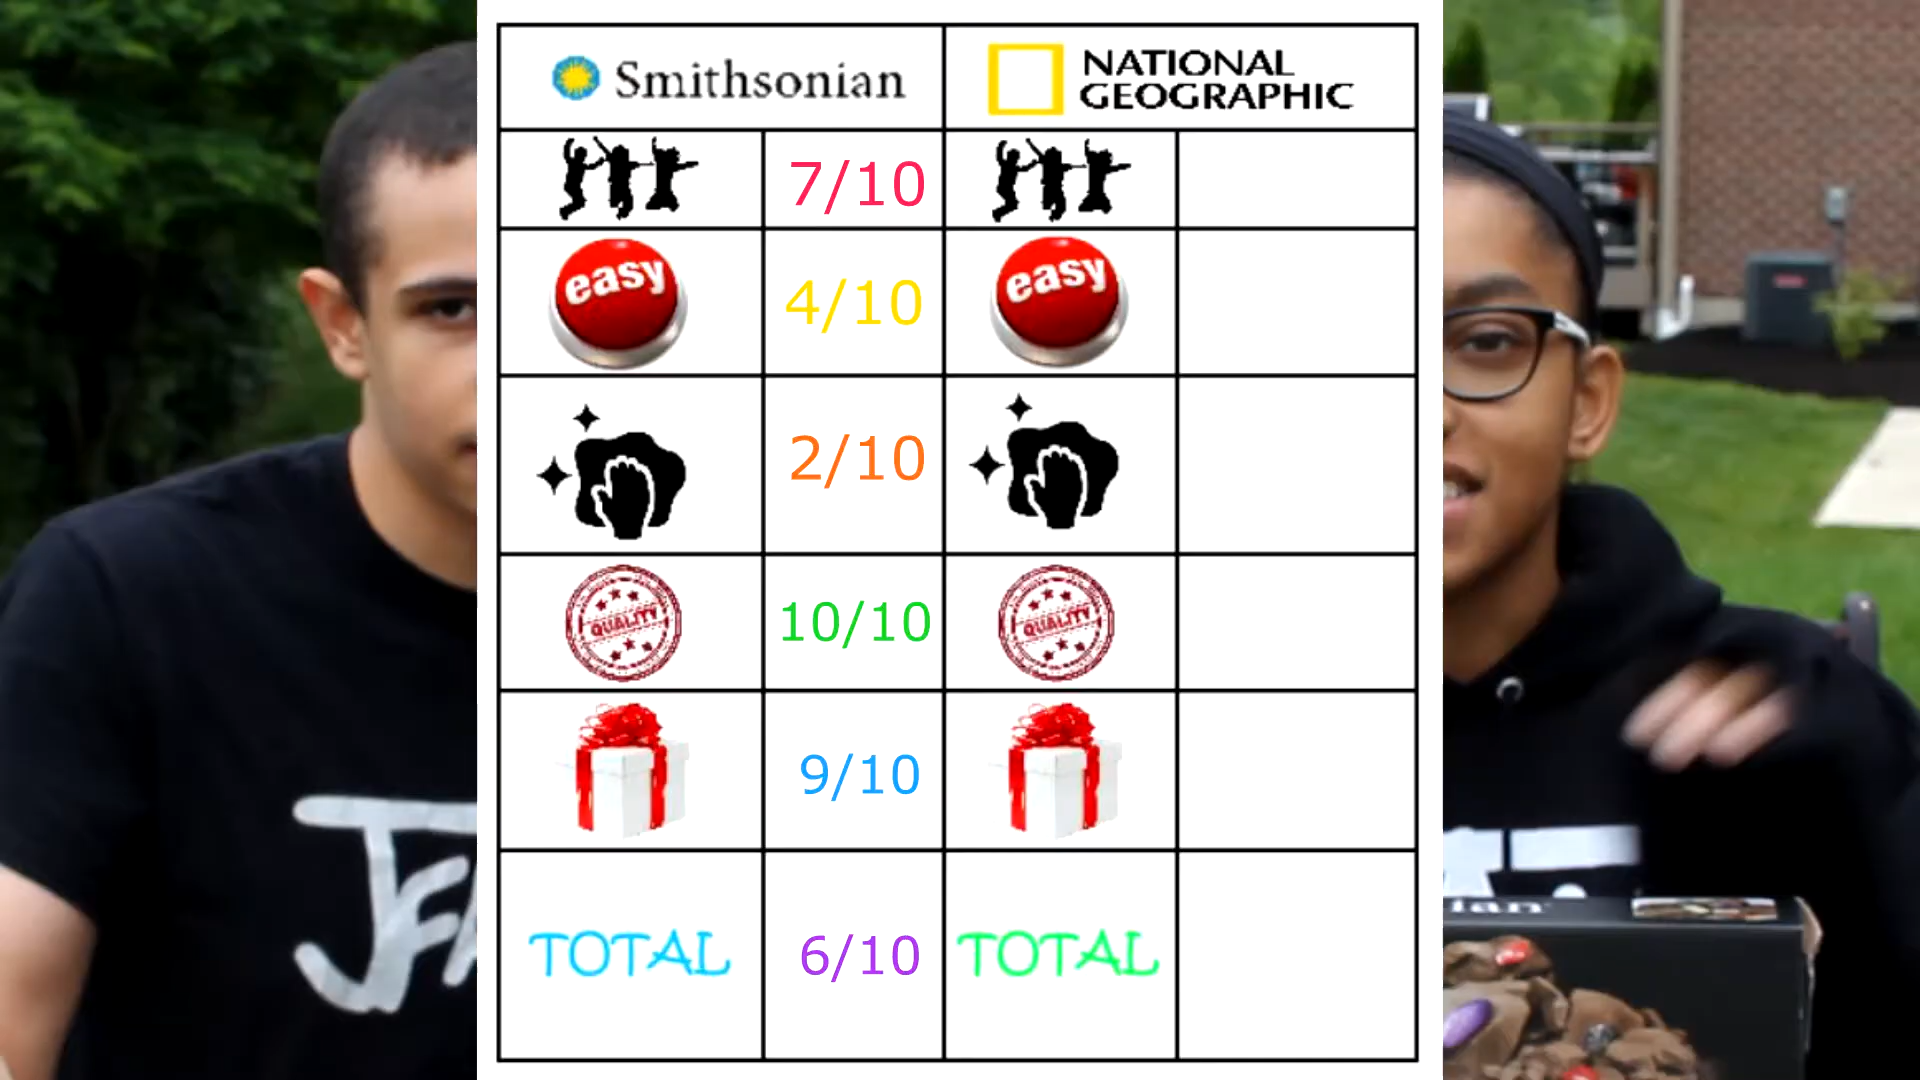 Smithsonian
NATIONAL
GEOGRAPHIC
7/10
easy
4/10
easy
2/10
QUALITY
10/10
QUALITY
9/10
TOTAL
6/10
TOTAL